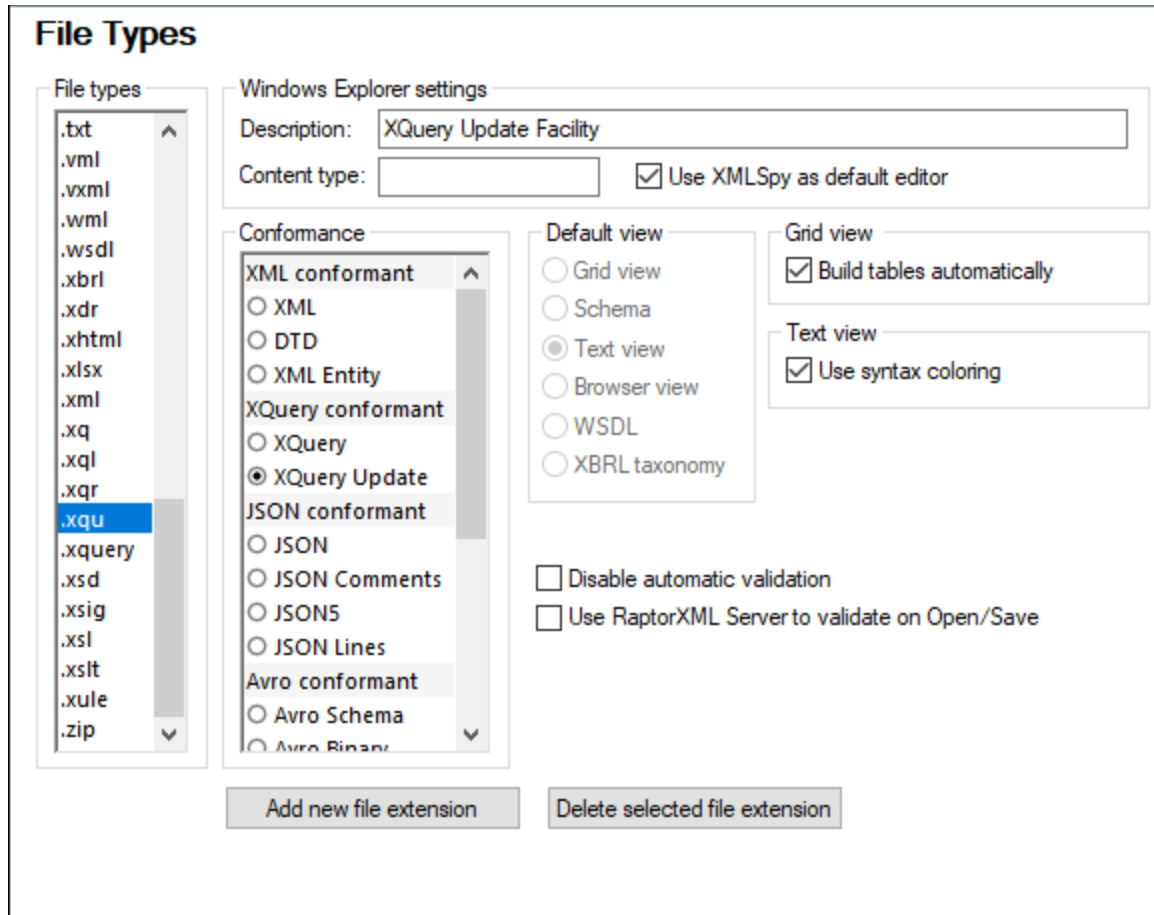 File Types
File types
.txt
.vml
.vxml
.wml
.wsdl
.xbrl
.xdr
.xhtml
.xlsx
.xml
.xq
.xql
.xqr
.xqu
.xquery
.xsd
.xsig
.xsl
.xslt
.xule
.zip
Windows Explorer settings
Description: XQuery Update Facility
Content type:
Use XMLSpy as default editor
Conformance
XML conformant
XML
DTD
XML Entity
XQuery conformant
XQuery
XQuery Update
JSON conformant
JSON
JSON Comments
JSON5
JSON Lines
Avro conformant
Avro Schema
Avro Binary
Default view
Grid view
Schema
Text view
Browser view
WSDL
XBRL taxonomy
Grid view
Build tables automatically
Text view
Use syntax coloring
Disable automatic validation
Use RaptorXML Server to validate on Open/Save
Add new file extension
Delete selected file extension